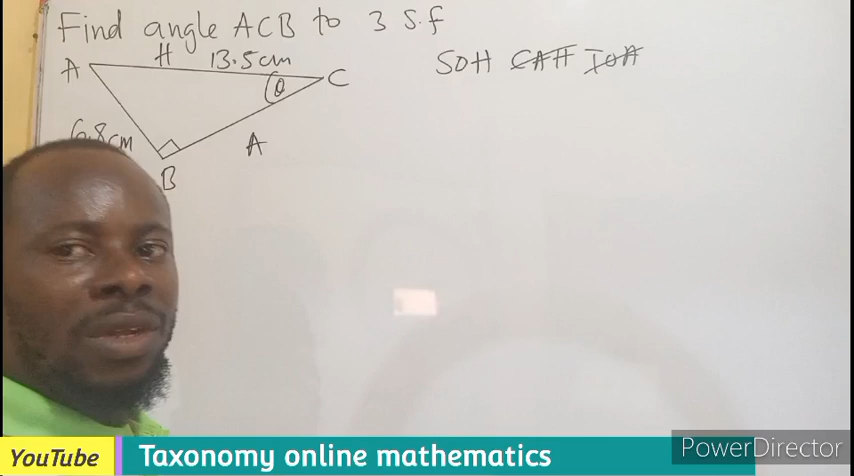 Find angle ACB to 3 S.f
H
13.5cm
SOH CAH TOA
A
C
θ
6.8cm
A
B
YouTube
Taxonomy online mathematics
PowerDirector